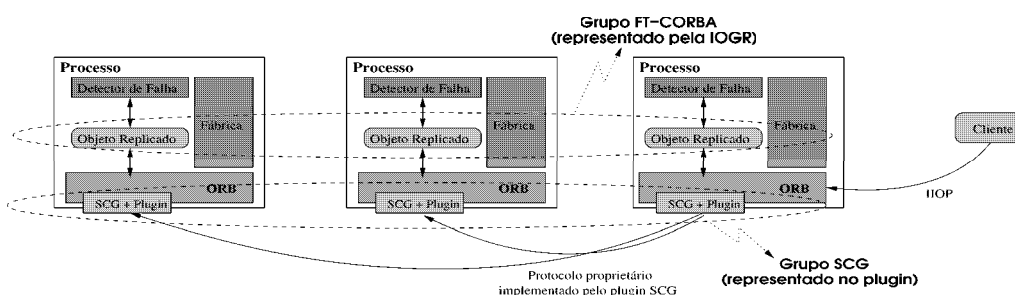 Grupo FT-CORBA
(representado pela IOGR)
Processo
Detector de Falha
Fábrica
Objeto Replicado
ORB
SCG + Plugin
Processo
Detector de Falha
Fábrica
Objeto Replicado
ORB
SCG + Plugin
Processo
Detector de Falha
Fábrica
Objeto Replicado
ORB
SCG + Plugin
Cliente
IIOP
Grupo SCG
(representado no plugin)
Protocolo proprietário
implementado pelo plugin SCG